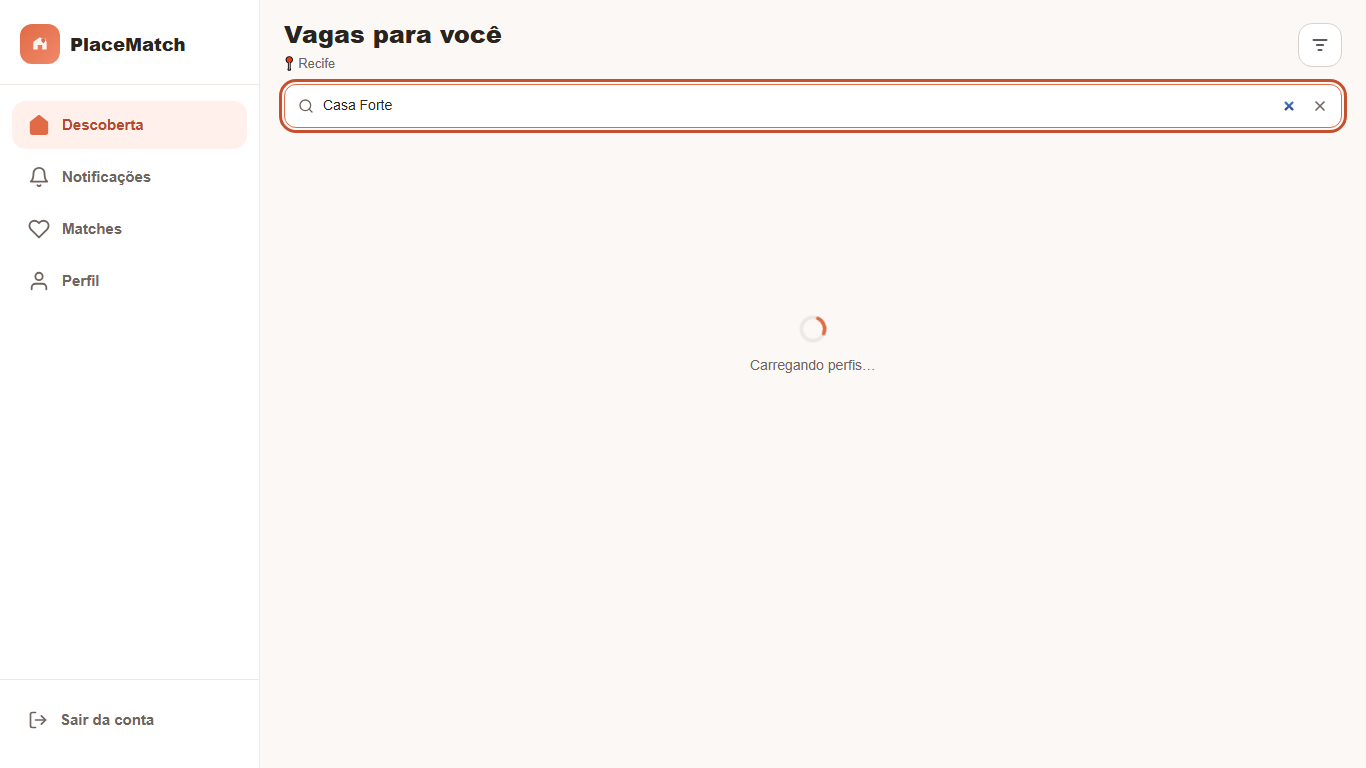 PlaceMatch
Descoberta
Notificações
Matches
Perfil
Sair da conta
Vagas para você
Recife
Casa Forte
Carregando perfis…